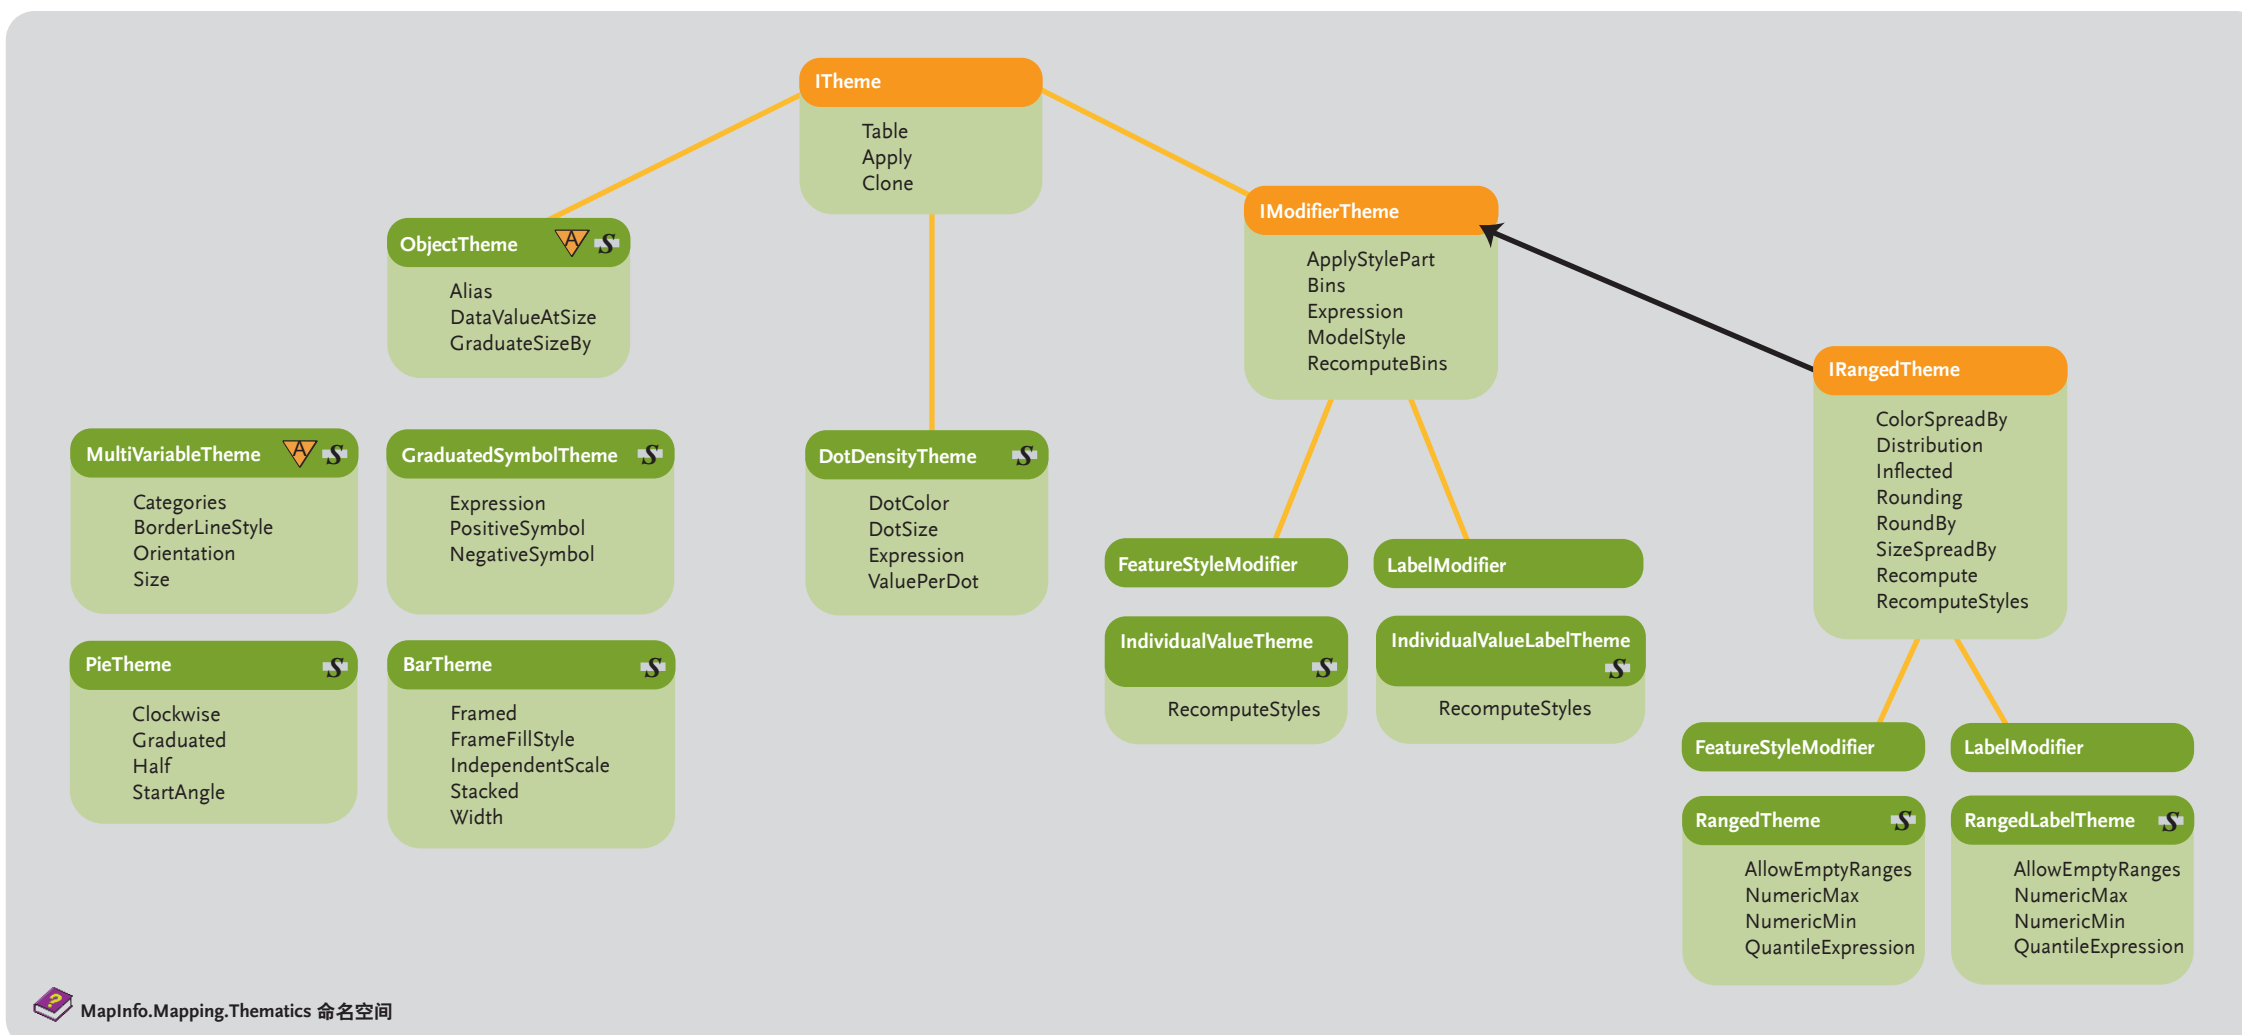 ITheme
Table
Apply
Clone
ObjectTheme A S
Alias
DataValueAtSize
GraduateSizeBy
IModifierTheme
ApplyStylePart
Bins
Expression
ModelStyle
RecomputeBins
IRangedTheme
ColorSpreadBy
Distribution
Inflected
Rounding
RoundBy
SizeSpreadBy
Recompute
RecomputeStyles
MultiVariableTheme A S
Categories
BorderLineStyle
Orientation
Size
GraduatedSymbolTheme S
Expression
PositiveSymbol
NegativeSymbol
DotDensityTheme S
DotColor
DotSize
Expression
ValuePerDot
FeatureStyleModifier
LabelModifier
IndividualValueTheme
S
RecomputeStyles
IndividualValueLabelTheme
S
RecomputeStyles
PieTheme S
Clockwise
Graduated
Half
StartAngle
BarTheme S
Framed
FrameFillStyle
IndependentScale
Stacked
Width
FeatureStyleModifier
LabelModifier
RangedTheme S
AllowEmptyRanges
NumericMax
NumericMin
QuantileExpression
RangedLabelTheme S
AllowEmptyRanges
NumericMax
NumericMin
QuantileExpression
? MapInfo.Mapping.Thematics 命名空间